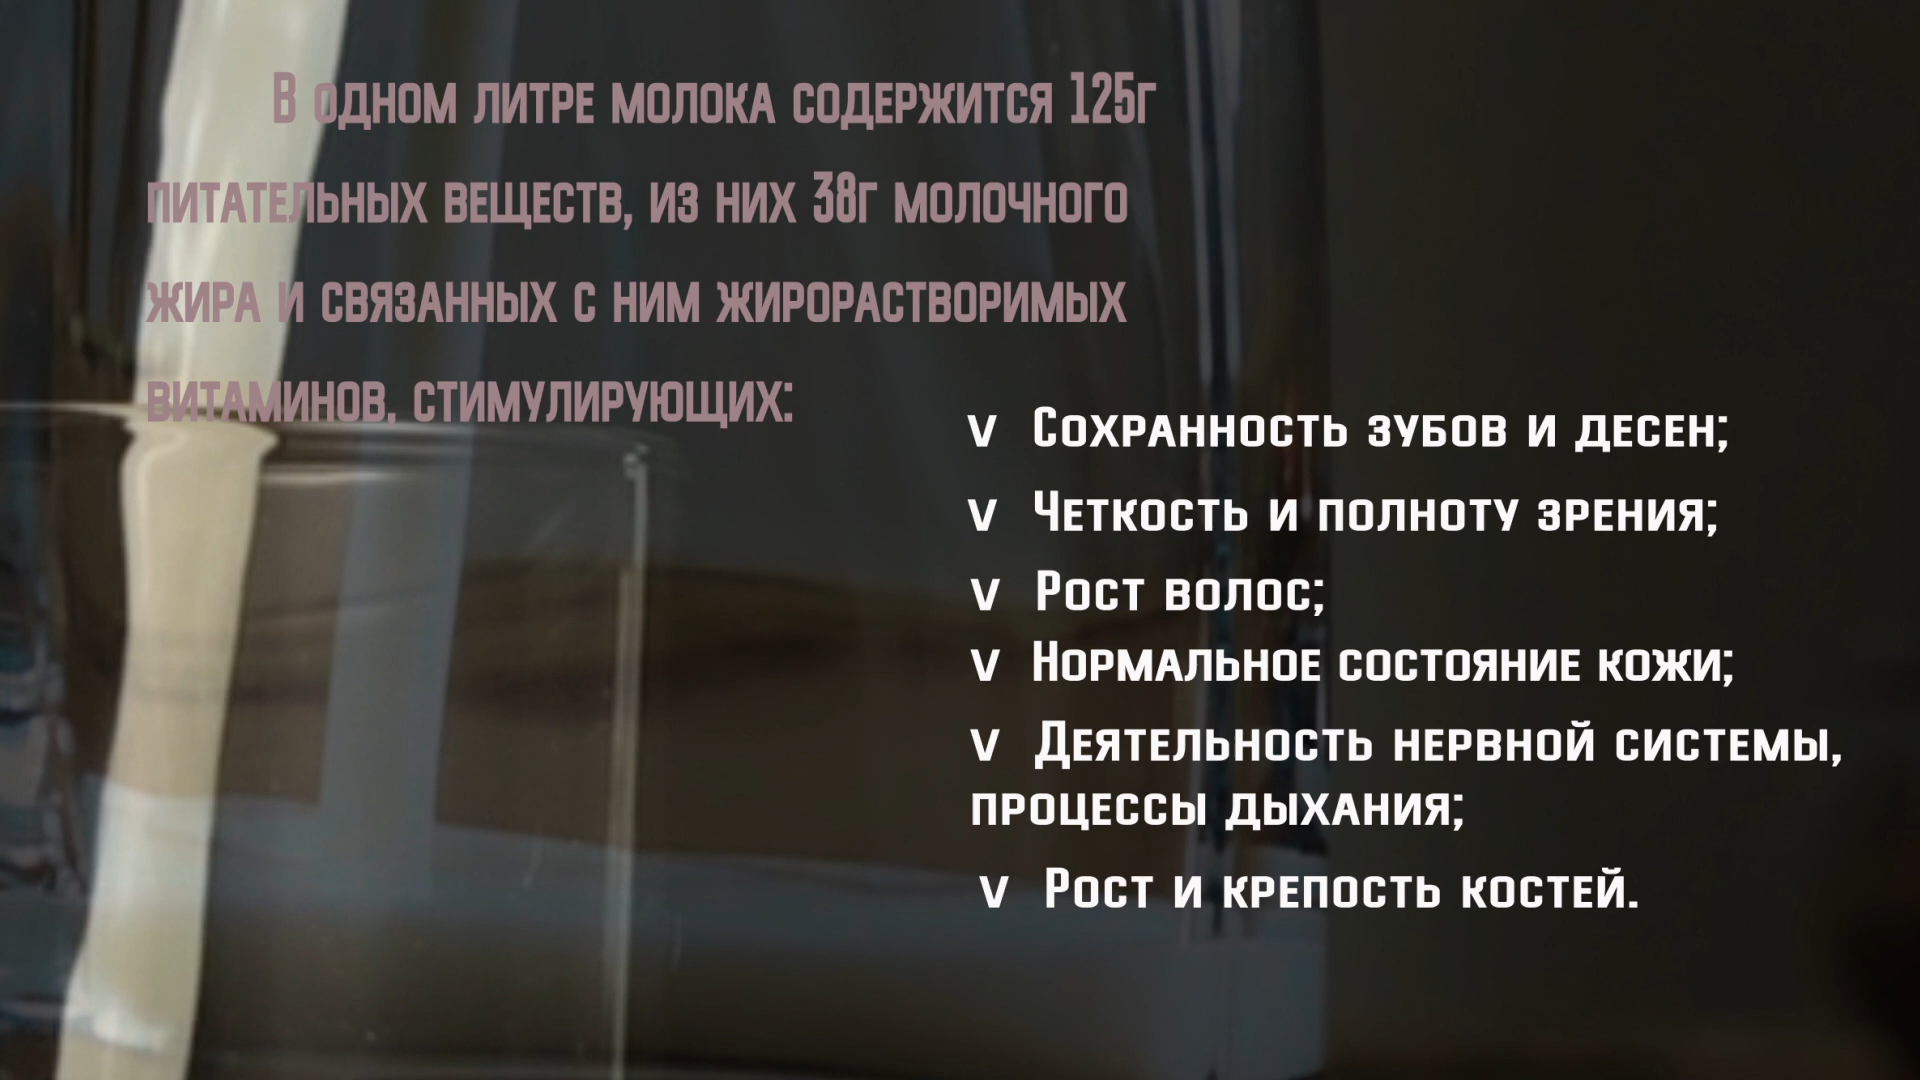 В одном литре молока содержится 125г
питательных веществ, из них 38г молочного
жира и связанных с ним жирорастворимых
витаминов, стимулирующих:
v Сохранность зубов и десен;
v Четкость и полноту зрения;
v Рост волос;
v Нормальное состояние кожи;
v Деятельность нервной системы,
процессы дыхания;
v Рост и крепость костей.